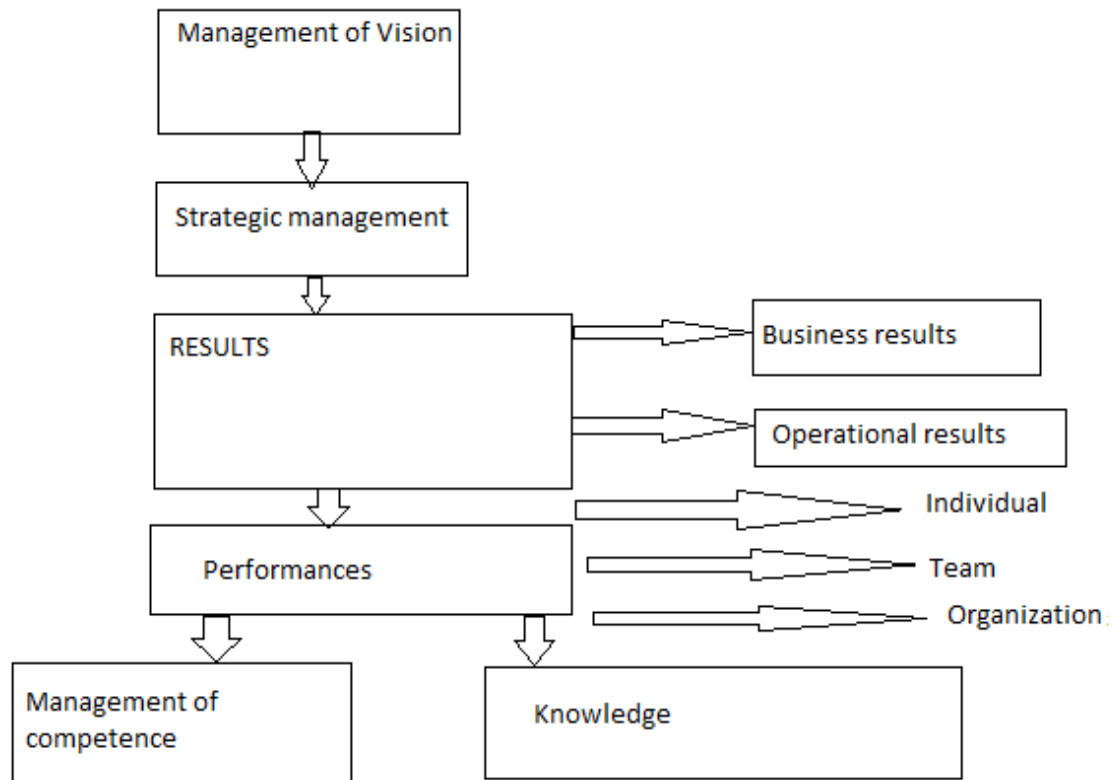 Management of Vision
Strategic management
RESULTS
Business results
Operational results
Individual
Performances
Team
Organization
Management of
competence
Knowledge